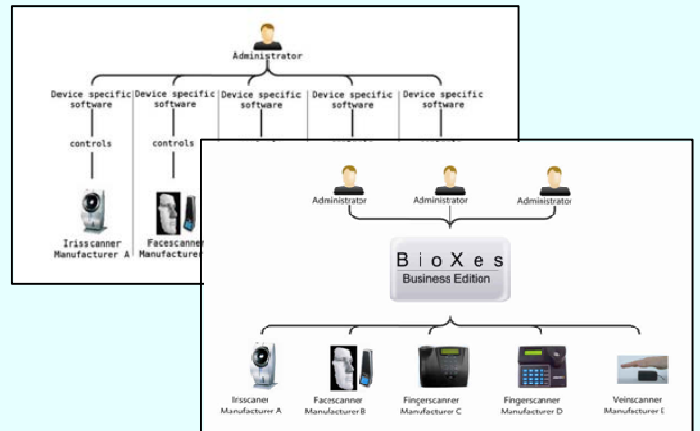 Administrator
Device specific Device specific Device specific Device specific Device specific
software software software software software
controls controls
Irisscanner Facescanner
Manufacturer A Manufacturer
Administrator Administrator Administrator
BioXes
Business Edition
Irisscaner Facescanner Fingerscanner Fingerscanner Veinscanner
Manufacturer A Manufacturer B Manufacturer C Manufacturer D Manufacturer E